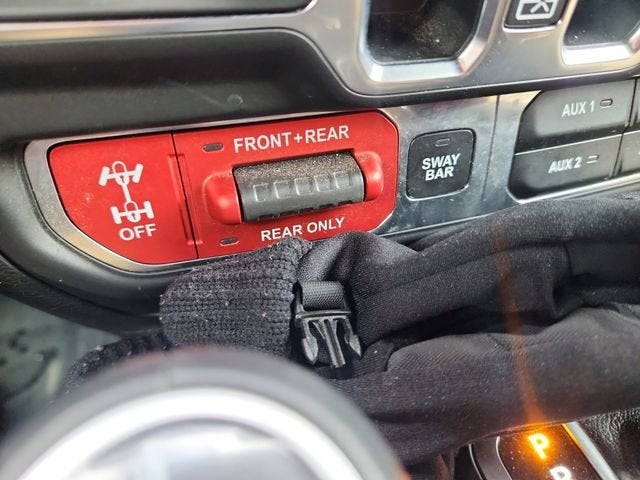 FRONT+REAR
OFF
REAR ONLY
SWAY
BAR
AUX 1
AUX 2
P
R